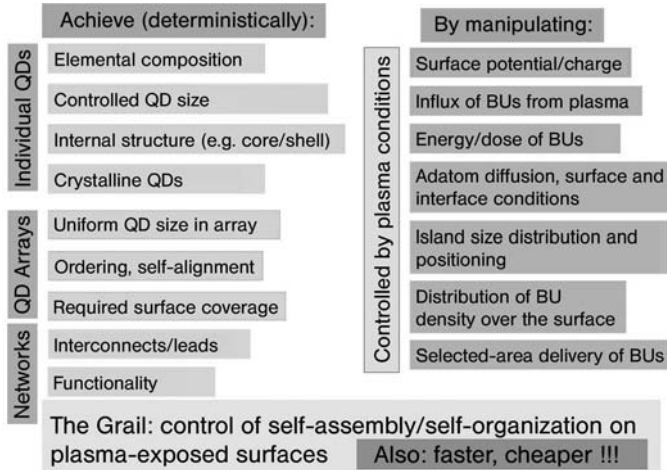 Achieve (deterministically):
Individual QDs
Elemental composition
Controlled QD size
Internal structure (e.g. core/shell)
Crystalline QDs
QD Arrays
Uniform QD size in array
Ordering, self-alignment
Required surface coverage
Networks
Interconnects/leads
Functionality
By manipulating:
Controlled by plasma conditions
Surface potential/charge
Influx of BUs from plasma
Energy/dose of BUs
Adatom diffusion, surface and
interface conditions
Island size distribution and
positioning
Distribution of BU
density over the surface
Selected-area delivery of BUs
The Grail: control of self-assembly/self-organization on
plasma-exposed surfaces
Also: faster, cheaper !!!